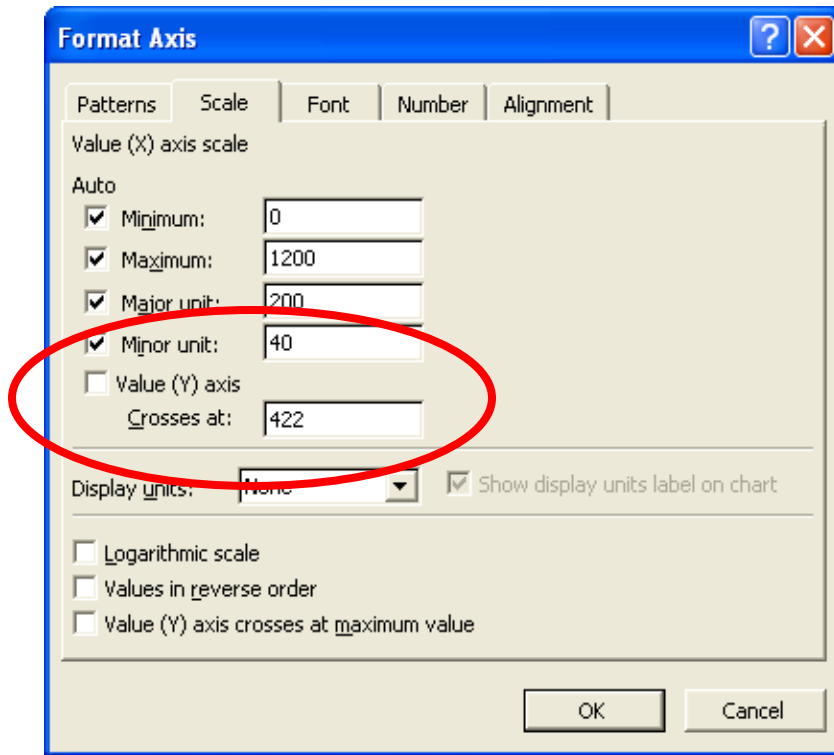 Format Axis
Patterns Scale Font Number Alignment
Value (X) axis scale
Auto
Minimum: 0
Maximum: 1200
Major unit: 200
Minor unit: 40
Value (Y) axis
Crosses at: 422
Display units: None Show display units label on chart
Logarithmic scale
Values in reverse order
Value (Y) axis crosses at maximum value
OK Cancel